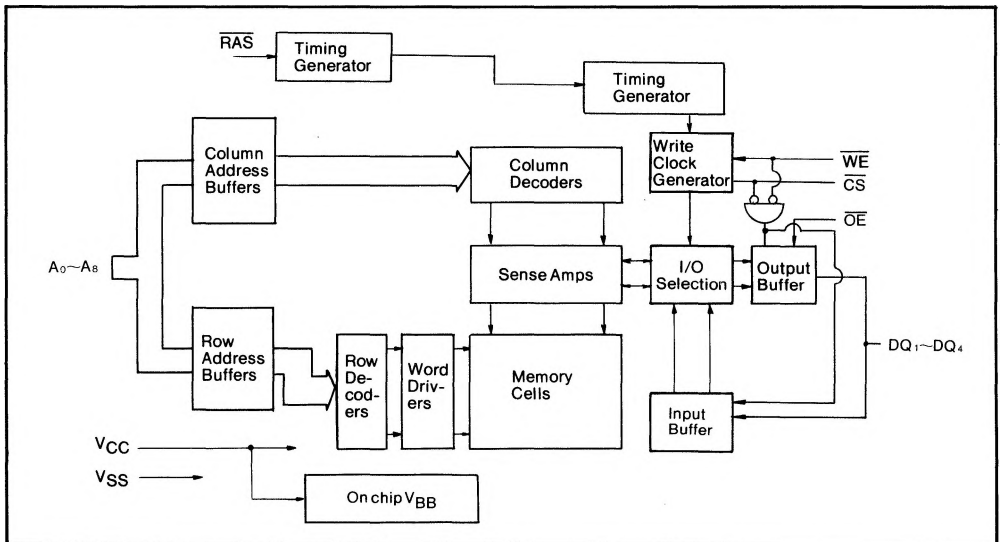 RAS
Timing
Generator
Timing
Generator
Column
Address
Buffers
Column
Decoders
Write
Clock
Generator
WE
CS
OE
A0~A8
Sense Amps
I/O
Selection
Output
Buffer
DQ1~DQ4
Row
Address
Buffers
Row
De-
cod-
ers
Word
Driv-
ers
Memory
Cells
Input
Buffer
VCC
VSS
On chip VBB